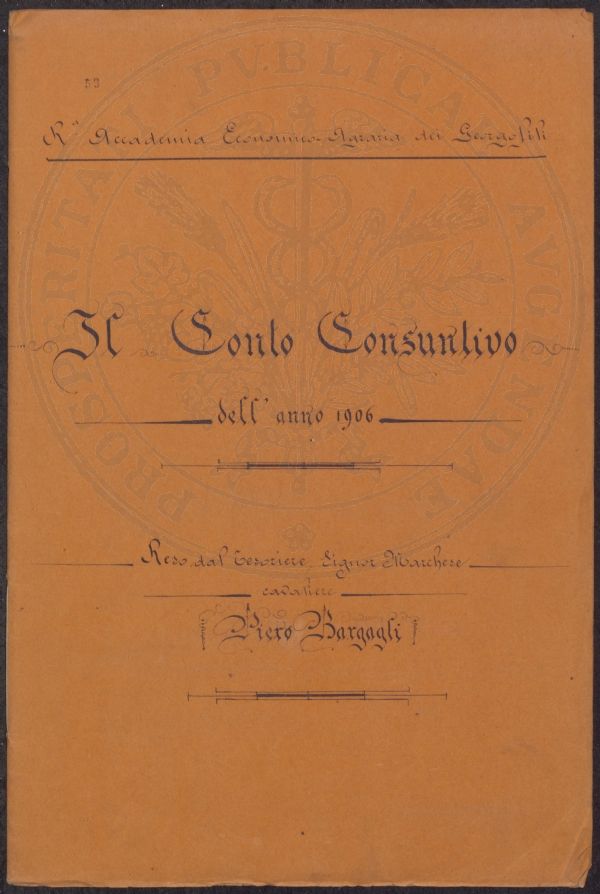 53
PROSPERITATI PVBLICAE AVGENDAE
R.ª Accademia Economico-Agraria dei Georgofili
Il Conto Consuntivo
dell'anno 1906
Reso dal Tesoriere Signor Marchese
cavaliere
Piero Bargagli